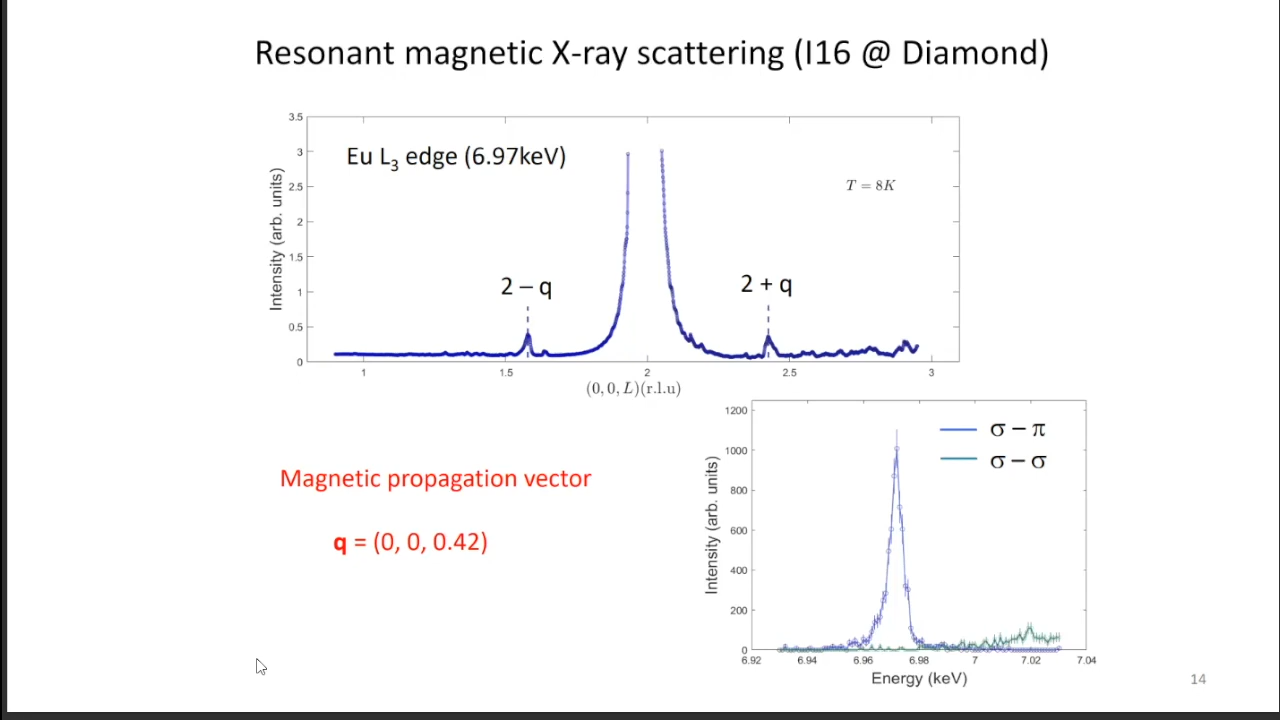 Resonant magnetic X-ray scattering (I16 @ Diamond)
3.5
3
2.5
2
1.5
1
0.5
0
Intensity (arb. units)
Eu L3 edge (6.97keV)
T = 8K
2 – q
2 + q
1
1.5
2
2.5
3
(0, 0, L)(r.l.u)
Magnetic propagation vector
q = (0, 0, 0.42)
1200
1000
800
600
400
200
0
Intensity (arb. units)
σ – π
σ – σ
6.92
6.94
6.96
6.98
7
7.02
7.04
Energy (keV)
14